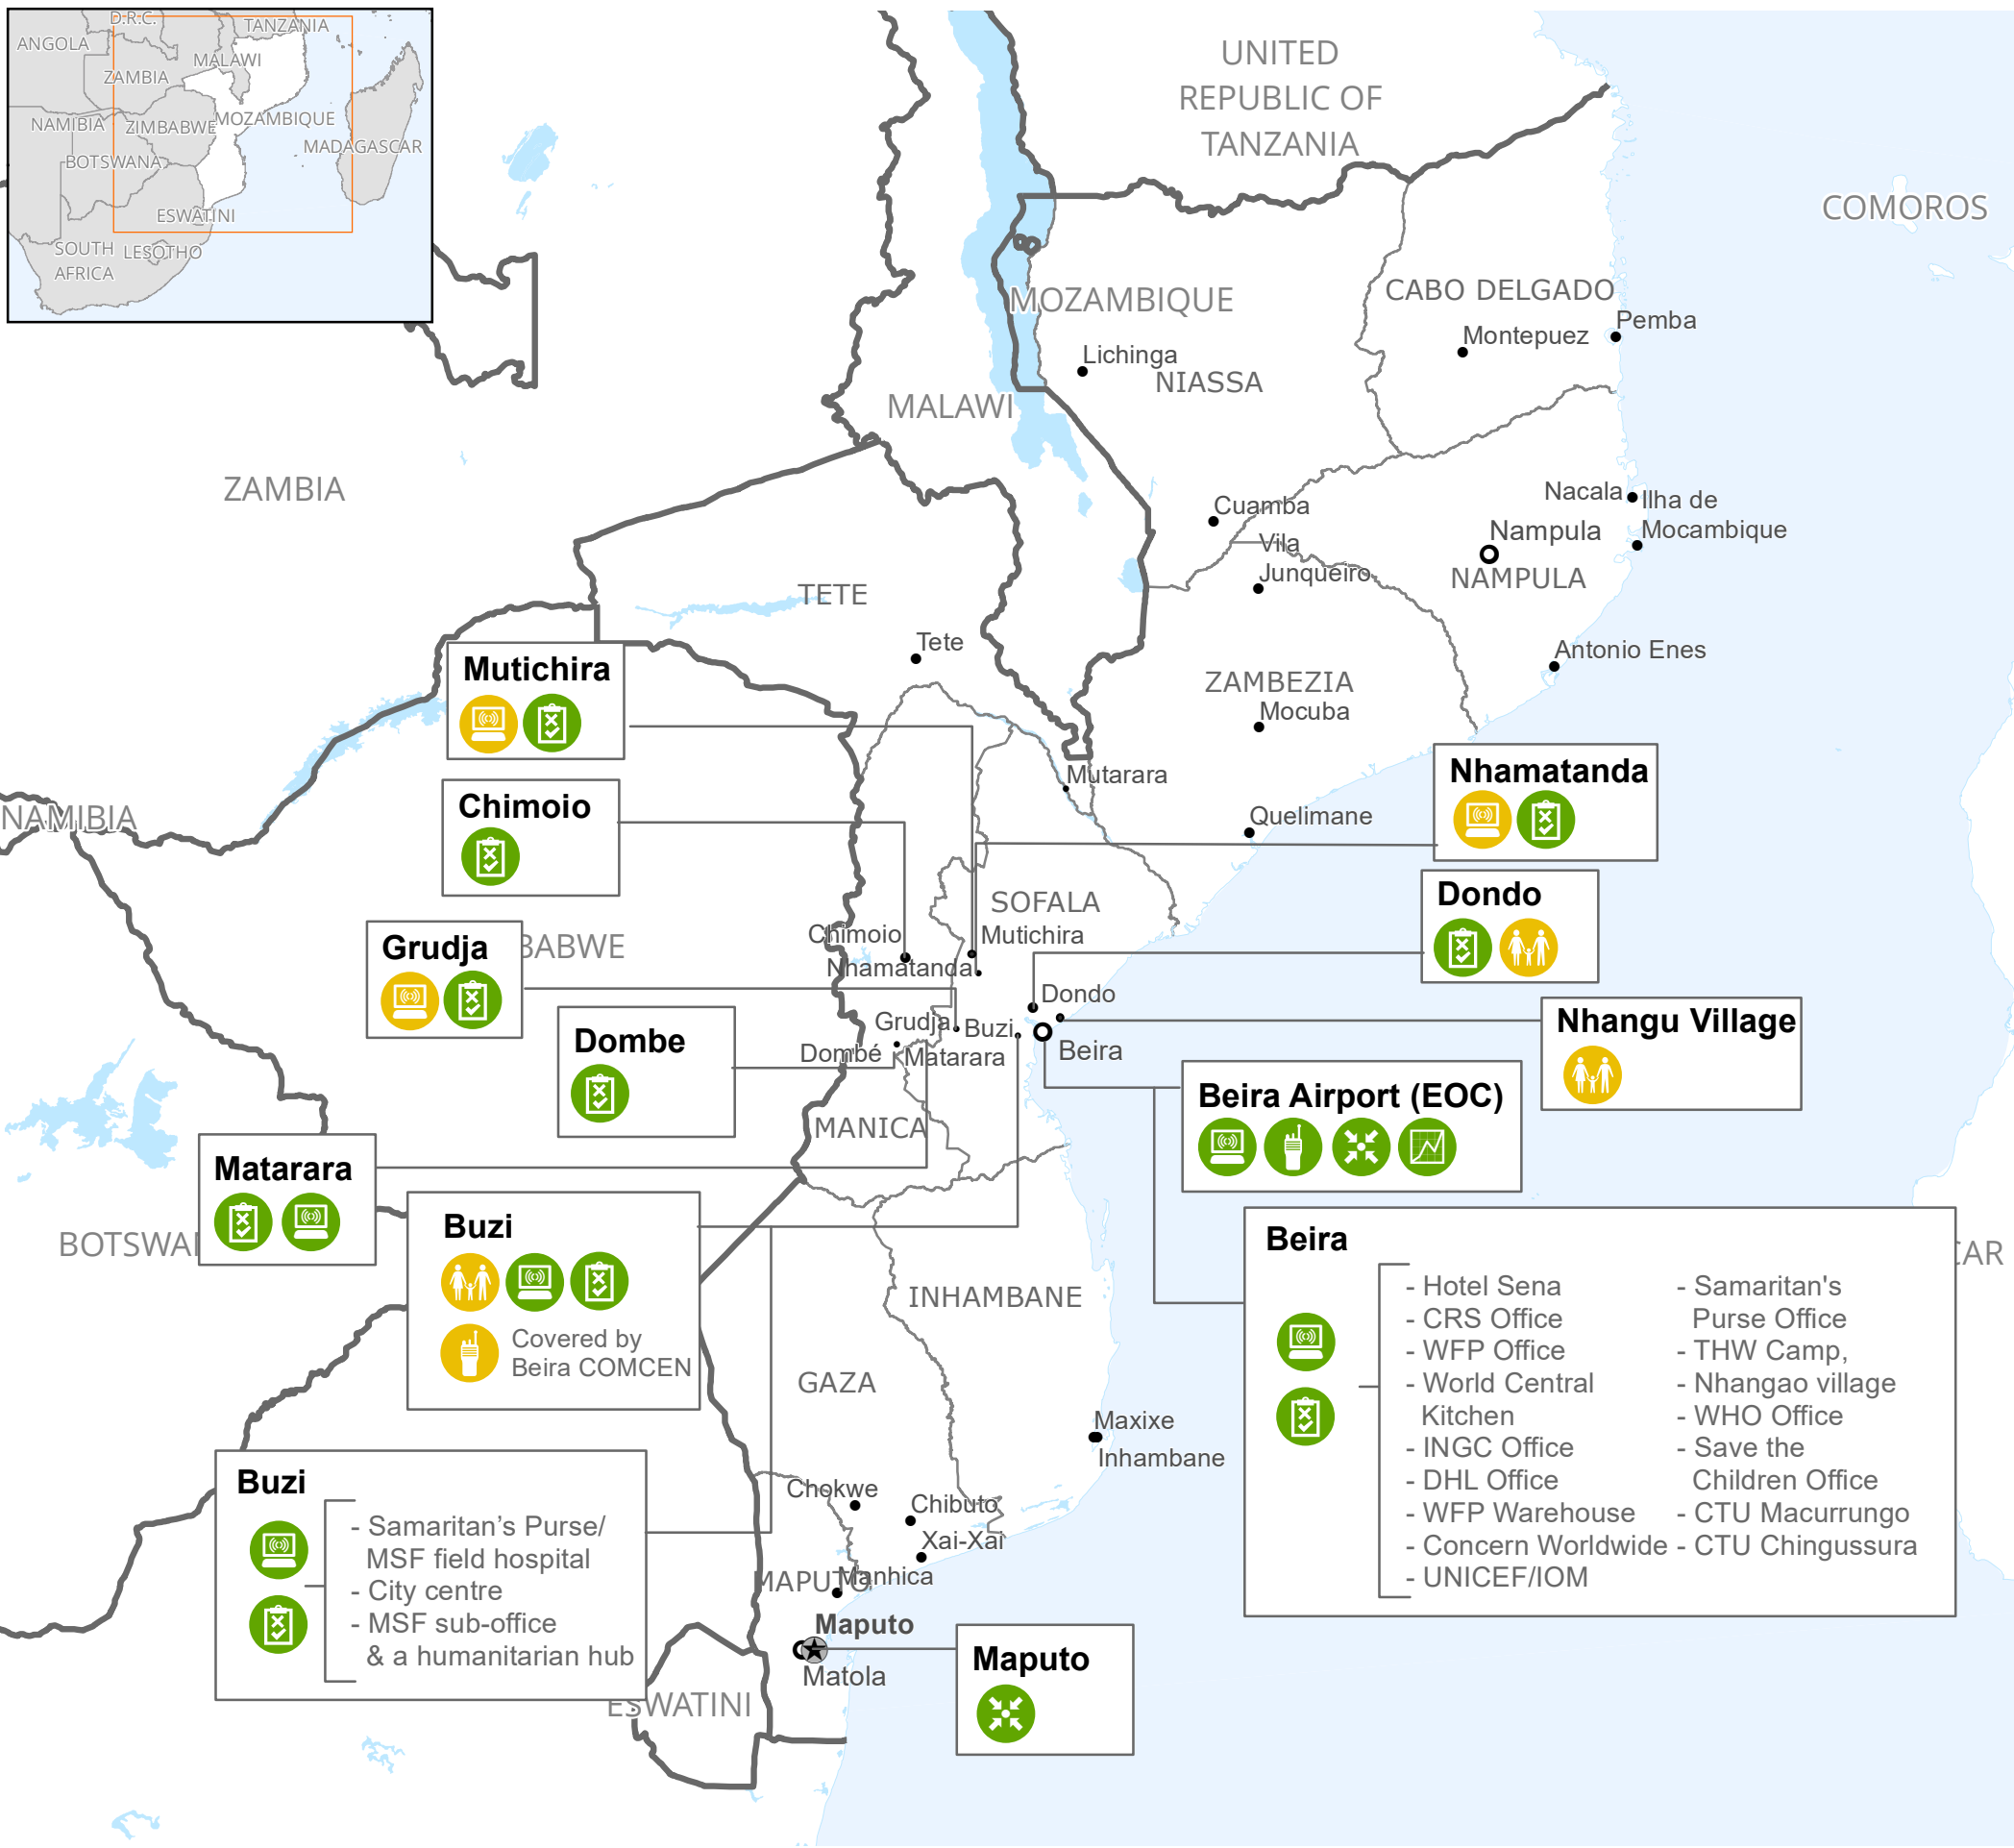 D.R.C.
TANZANIA
ANGOLA
MALAWI
ZAMBIA
NAMIBIA
ZIMBABWE
MOZAMBIQUE
MADAGASCAR
BOTSWANA
ESWATINI
SOUTH
AFRICA
LESOTHO
UNITED
REPUBLIC OF
TANZANIA
COMOROS
MOZAMBIQUE
CABO DELGADO
Pemba
Montepuez
Lichinga
NIASSA
MALAWI
ZAMBIA
Nacala
Ilha de
Mocambique
Cuamba
Nampula
Vila
Junqueiro
NAMPULA
TETE
Tete
Antonio Enes
ZAMBEZIA
Mocuba
Mutichira
Mutarara
Nhamatanda
Chimoio
NAMIBIA
Quelimane
Dondo
SOFALA
Chimoio
Mutichira
Grudja
BABWE
Nhamatanda
Dondo
Nhangu Village
Dombe
Grudja
Buzi
Dombé
Matarara
Beira
Beira Airport (EOC)
MANICA
Matarara
Buzi
Covered by
Beira COMCEN
BOTSWA
CAR
Beira
- Hotel Sena
- CRS Office
- WFP Office
- World Central
Kitchen
- INGC Office
- DHL Office
- WFP Warehouse
- Concern Worldwide
- UNICEF/IOM
- Samaritan's
Purse Office
- THW Camp,
- Nhangao village
- WHO Office
- Save the
Children Office
- CTU Macurrungo
- CTU Chingussura
INHAMBANE
GAZA
Maxixe
Inhambane
Buzi
- Samaritan’s Purse/
MSF field hospital
- City centre
- MSF sub-office
& a humanitarian hub
Chokwe
Chibuto
Xai-Xai
MAPUTO
Manhica
Maputo
Matola
Maputo
ESWATINI